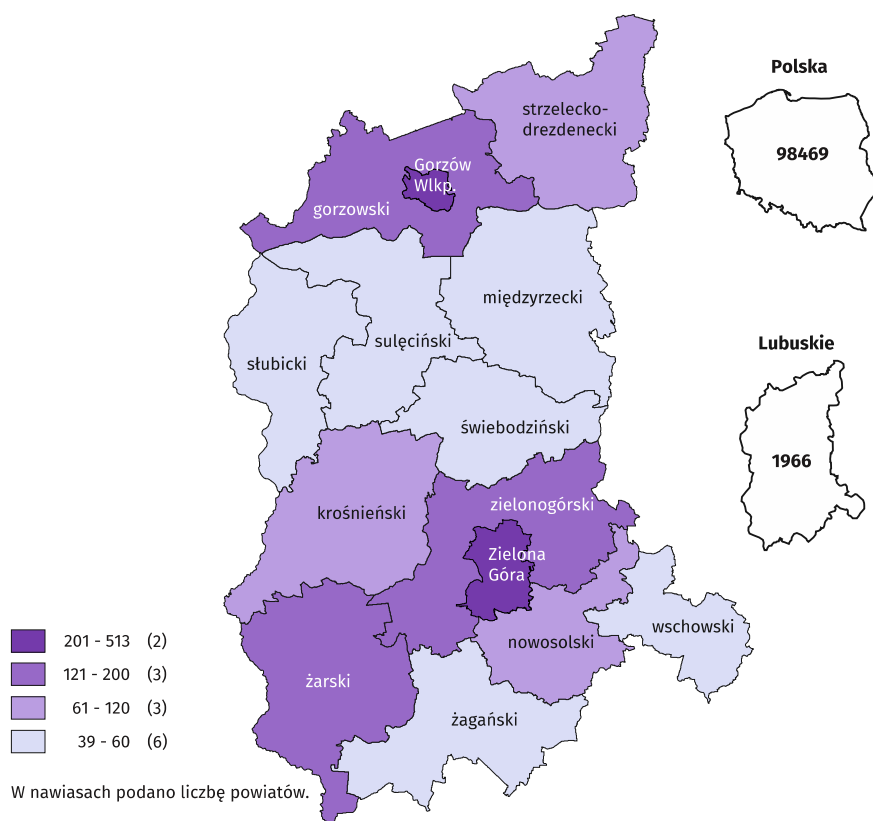 strzelecko-
drezdenecki
Polska
98469
Gorzów
Wlkp.
gorzowski
międzyrzecki
sulęciński
słubicki
Lubuskie
1966
świebodziński
zielonogórski
krośnieński
Zielona
Góra
wschowski
nowosolski
żarski
żagański
201 - 513 (2)
121 - 200 (3)
61 - 120 (3)
39 - 60 (6)
W nawiasach podano liczbę powiatów.